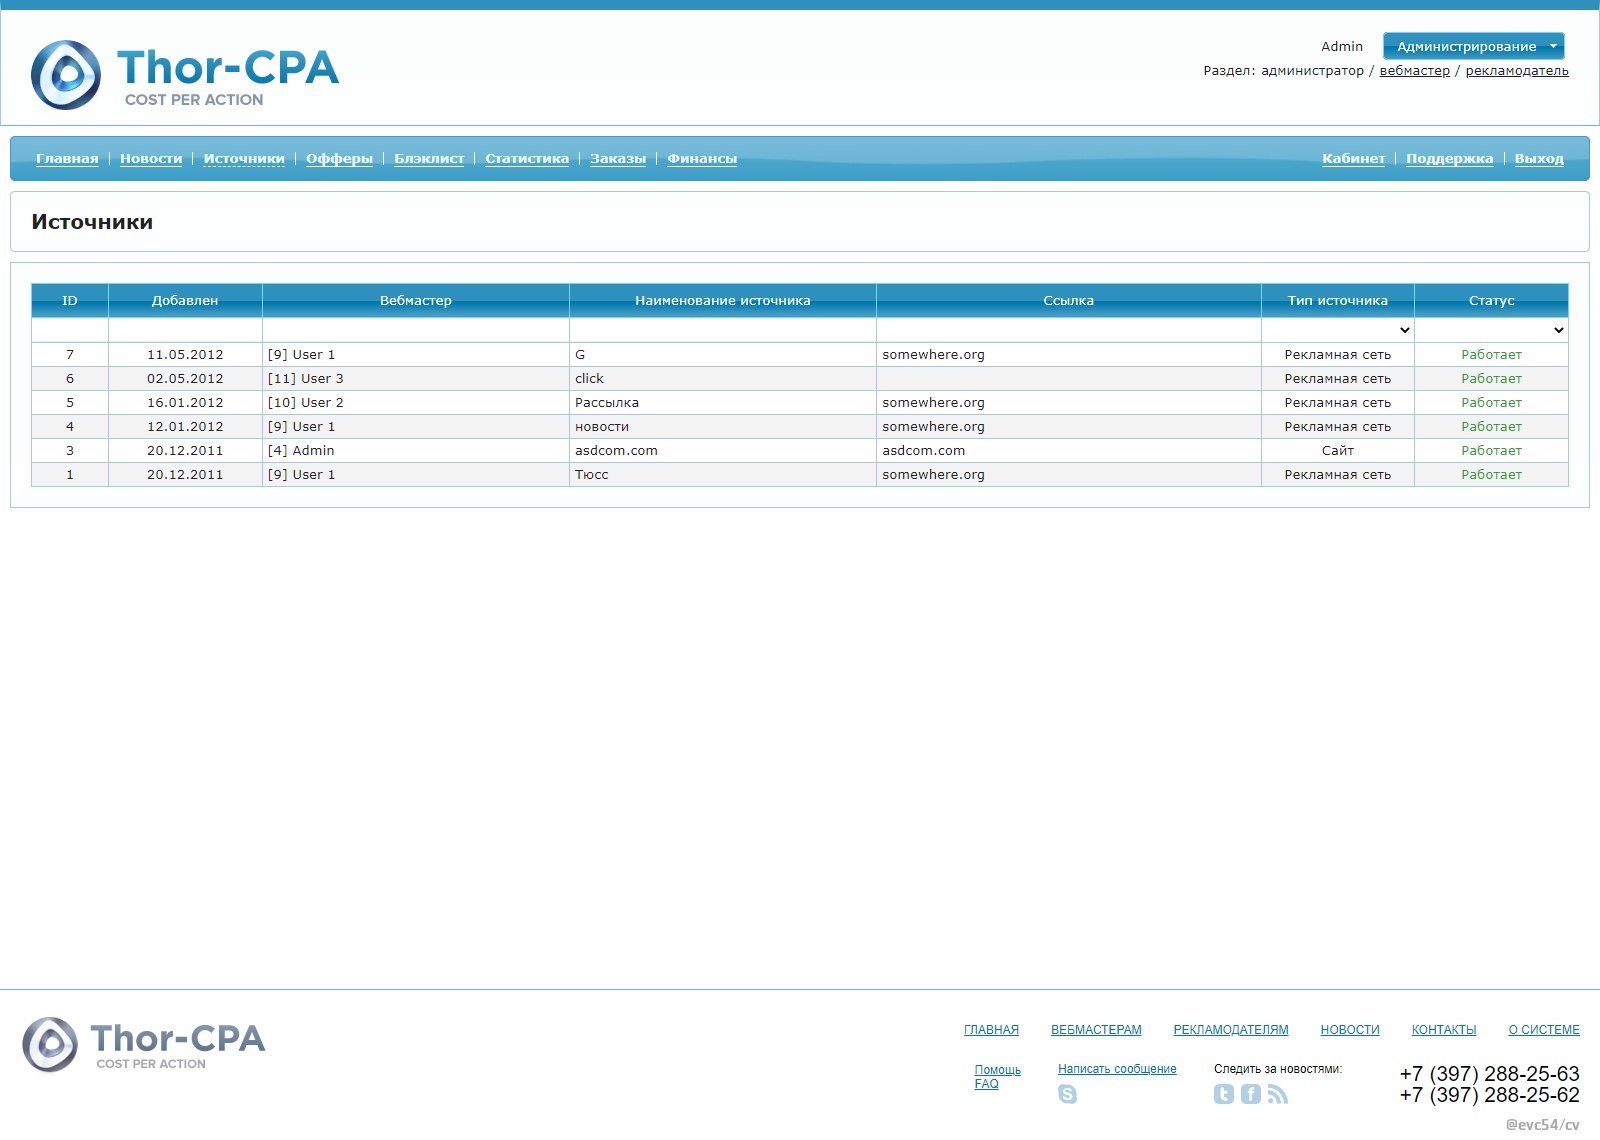 Thor-CPA
COST PER ACTION
Admin Администрирование
Раздел: администратор / вебмастер / рекламодатель
Главная Новости Источники Офферы Блэклист Статистика Заказы Финансы Кабинет Поддержка Выход
Источники
ID Добавлен Вебмастер Наименование источника Ссылка Тип источника Статус
7 11.05.2012 [9] User 1 G somewhere.org Рекламная сеть Работает
6 02.05.2012 [11] User 3 click Рекламная сеть Работает
5 16.01.2012 [10] User 2 Рассылка somewhere.org Рекламная сеть Работает
4 12.01.2012 [9] User 1 новости somewhere.org Рекламная сеть Работает
3 20.12.2011 [4] Admin asdcom.com asdcom.com Сайт Работает
1 20.12.2011 [9] User 1 Тюсс somewhere.org Рекламная сеть Работает
Thor-CPA
COST PER ACTION
ГЛАВНАЯ ВЕБМАСТЕРАМ РЕКЛАМОДАТЕЛЯМ НОВОСТИ КОНТАКТЫ О СИСТЕМЕ
Помощь
FAQ
Написать сообщение
Следить за новостями:
+7 (397) 288-25-63
+7 (397) 288-25-62
@evc54/cv